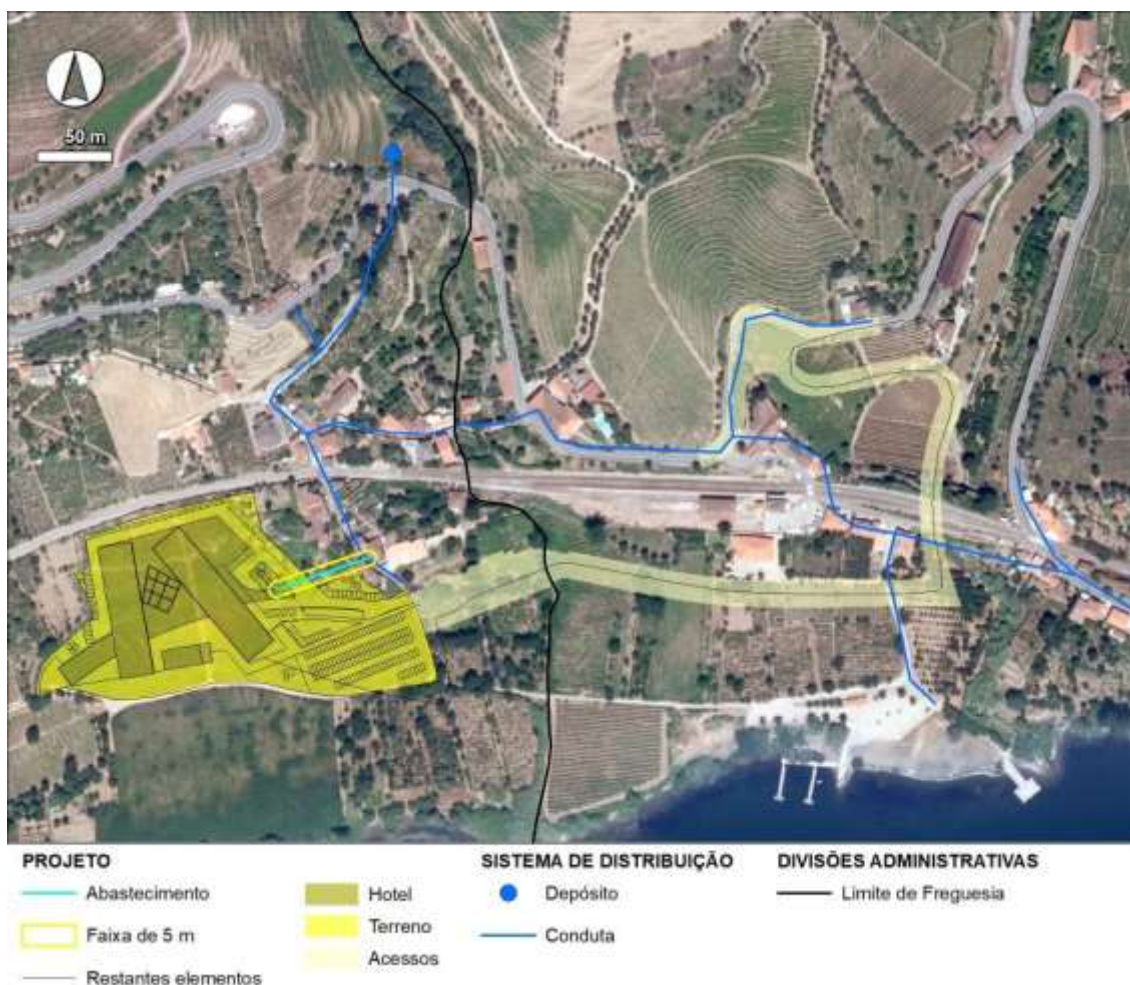 50 m
PROJETO
Abastecimento
Faixa de 5 m
Restantes elementos
Hotel
Terreno
Acessos
SISTEMA DE DISTRIBUIÇÃO
Depósito
Conduta
DIVISÕES ADMINISTRATIVAS
Limite de Freguesia